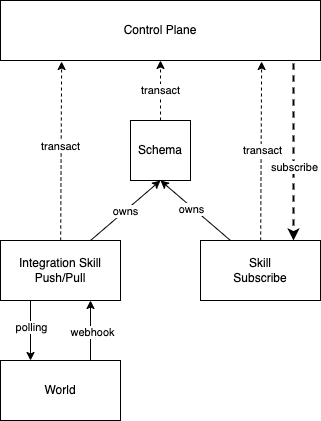 Control Plane
transact
Schema
transact
transact
subscribe
owns
owns
Integration Skill
Push/Pull
Skill
Subscribe
polling
webhook
World